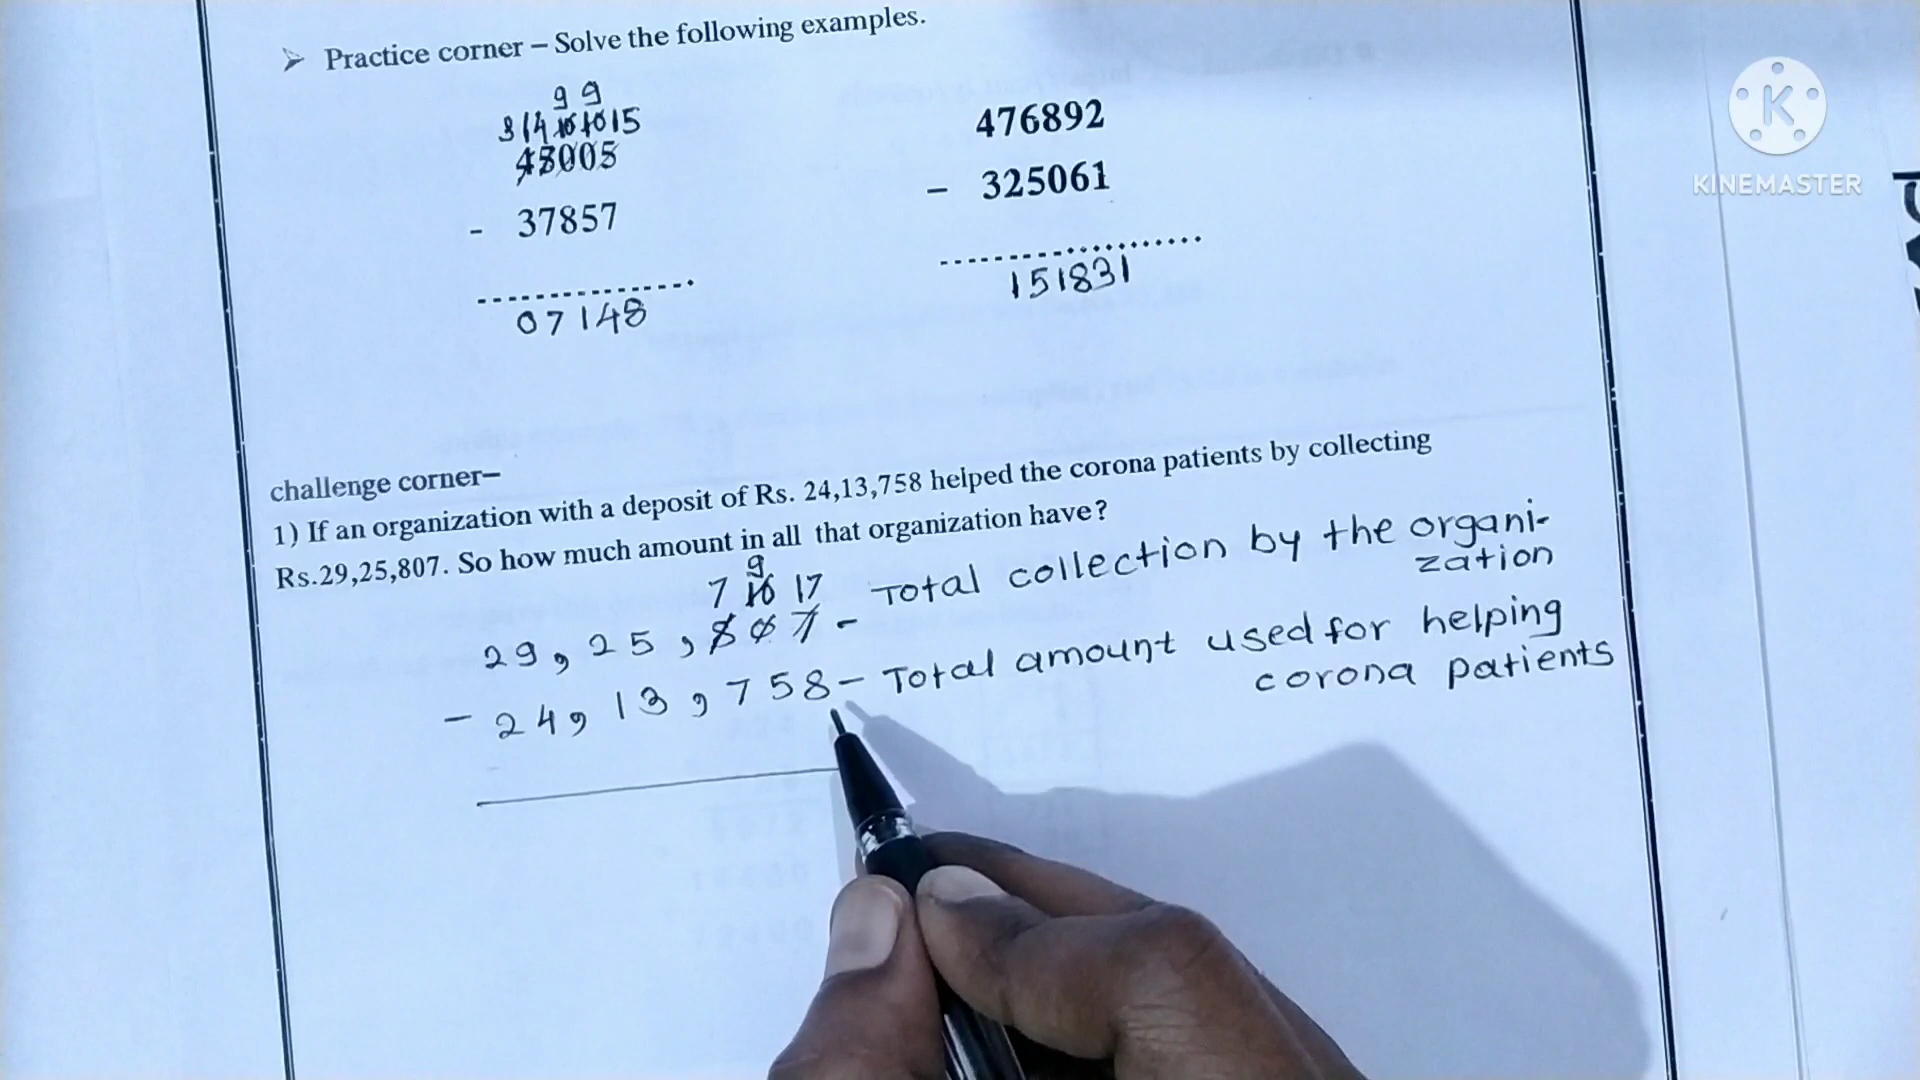 ➢ Practice corner – Solve the following examples.
9 9
3 14 10 10 15
45005
- 37857
07148
476892
- 325061
151831
KINEMASTER
challenge corner–
1) If an organization with a deposit of Rs. 24,13,758 helped the corona patients by collecting
Rs.29,25,807. So how much amount in all that organization have?
9
7 10 17
29,25,807 - Total collection by the organi-
zation
- 24,13,758 - Total amount used for helping
corona patients